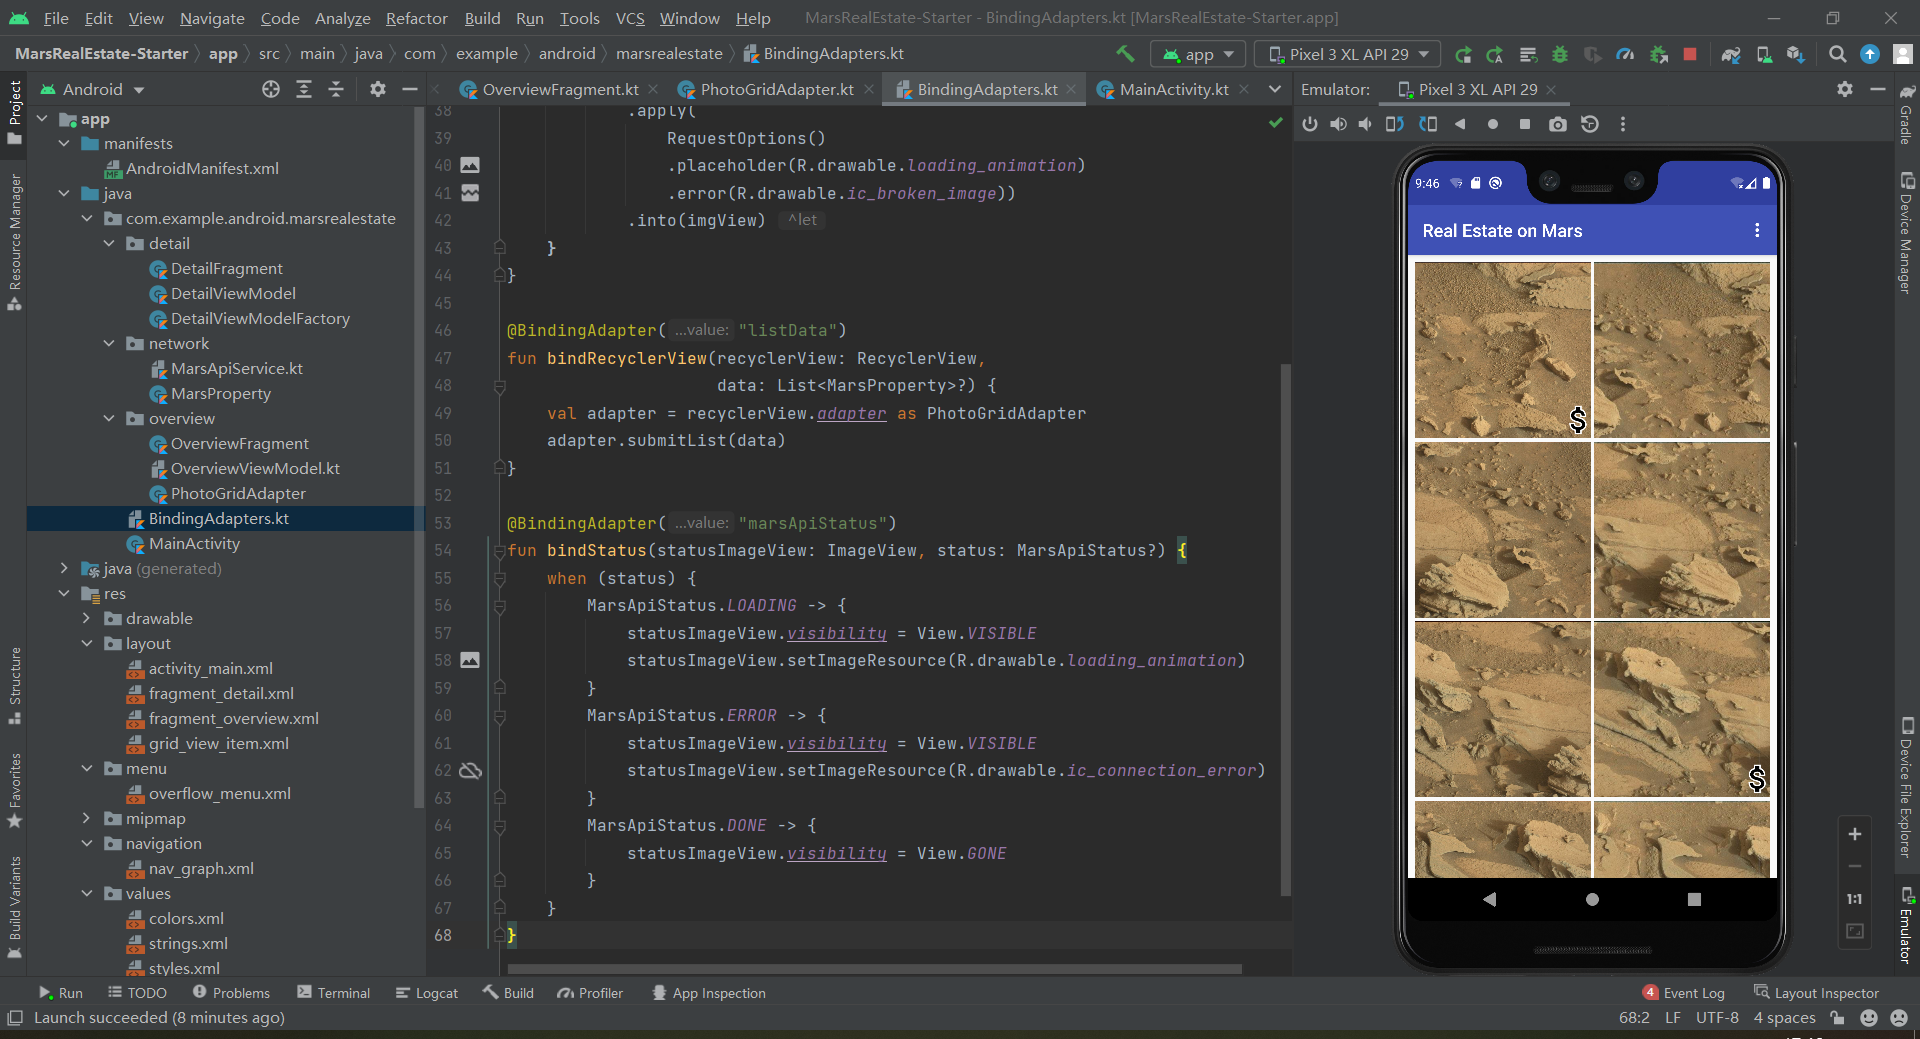 File Edit View Navigate Code Analyze Refactor Build Run Tools VCS Window Help MarsRealEstate-Starter - BindingAdapters.kt [MarsRealEstate-Starter.app]
MarsRealEstate-Starter app src main java com example android marsrealestate BindingAdapters.kt app Pixel 3 XL API 29
Project
Resource Manager
Structure
Favorites
Build Variants
Android
app
manifests
AndroidManifest.xml
java
com.example.android.marsrealestate
detail
DetailFragment
DetailViewModel
DetailViewModelFactory
network
MarsApiService.kt
MarsProperty
overview
OverviewFragment
OverviewViewModel.kt
PhotoGridAdapter
BindingAdapters.kt
MainActivity
java (generated)
res
drawable
layout
activity_main.xml
fragment_detail.xml
fragment_overview.xml
grid_view_item.xml
menu
overflow_menu.xml
mipmap
navigation
nav_graph.xml
values
colors.xml
strings.xml
styles.xml
OverviewFragment.kt PhotoGridAdapter.kt BindingAdapters.kt MainActivity.kt
38 .apply(
39 RequestOptions()
40 .placeholder(R.drawable.loading_animation)
41 .error(R.drawable.ic_broken_image))
42 .into(imgView) ^let
43 }
44 }
45
46 @BindingAdapter( ...value: "listData")
47 fun bindRecyclerView(recyclerView: RecyclerView,
48 data: List<MarsProperty>?) {
49 val adapter = recyclerView.adapter as PhotoGridAdapter
50 adapter.submitList(data)
51 }
52
53 @BindingAdapter( ...value: "marsApiStatus")
54 fun bindStatus(statusImageView: ImageView, status: MarsApiStatus?) {
55 when (status) {
56 MarsApiStatus.LOADING -> {
57 statusImageView.visibility = View.VISIBLE
58 statusImageView.setImageResource(R.drawable.loading_animation)
59 }
60 MarsApiStatus.ERROR -> {
61 statusImageView.visibility = View.VISIBLE
62 statusImageView.setImageResource(R.drawable.ic_connection_error)
63 }
64 MarsApiStatus.DONE -> {
65 statusImageView.visibility = View.GONE
66 }
67 }
68 }
Emulator: Pixel 3 XL API 29
9:46
Real Estate on Mars
$
$
1:1
Gradle
Device Manager
Device File Explorer
Emulator
Run TODO Problems Terminal Logcat Build Profiler App Inspection 4 Event Log Layout Inspector
Launch succeeded (8 minutes ago) 68:2 LF UTF-8 4 spaces